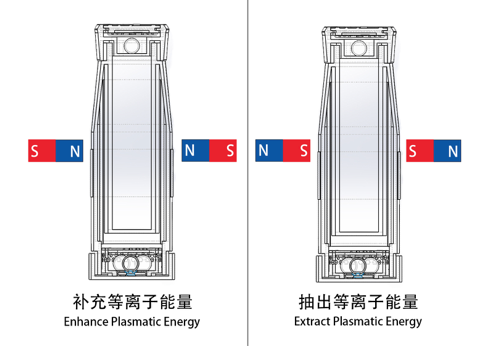 S N
N S
N S
S N
补充等离子能量
Enhance Plasmatic Energy
抽出等离子能量
Extract Plasmatic Energy